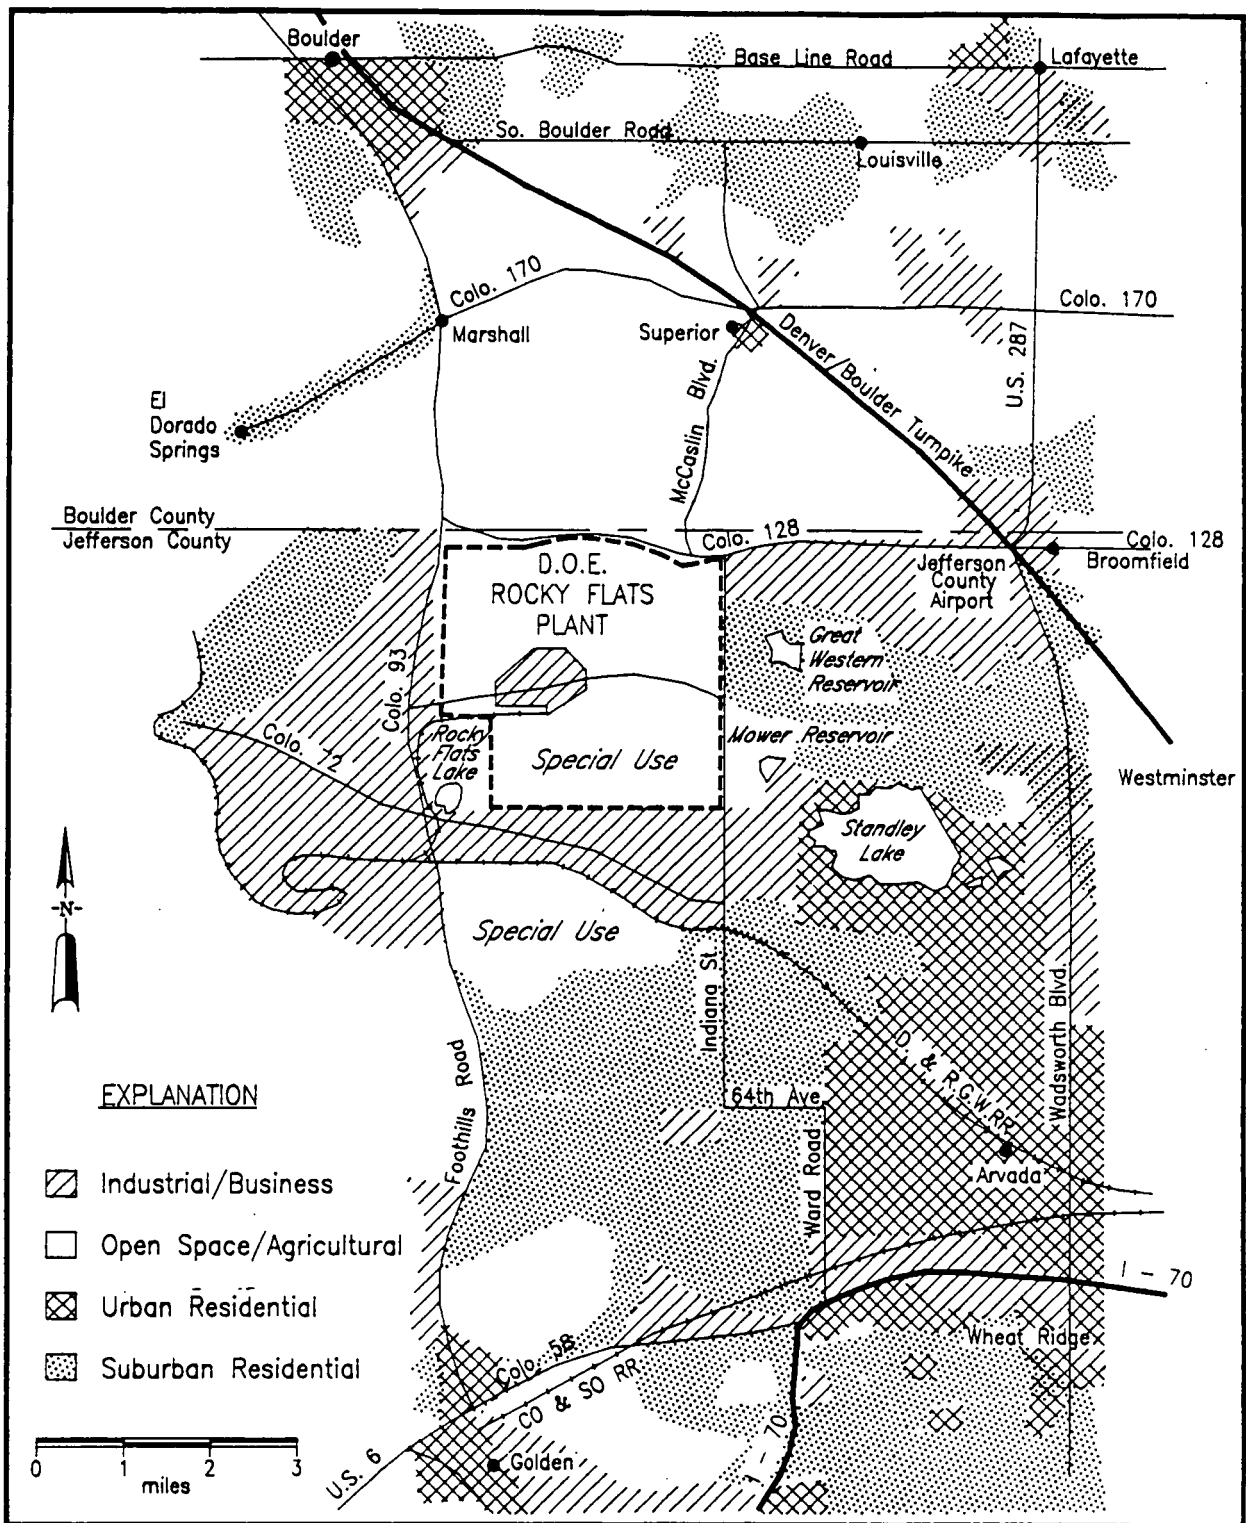 Boulder
Base Line Road
Lafayette
So. Boulder Road
Louisville
Colo. 170
Colo. 170
Marshall
Superior
Denver/Boulder Turnpike
U.S. 287
McCaslin Blvd.
El
Dorado
Springs
Boulder County
Jefferson County
Colo. 128
Colo. 128
Broomfield
Jefferson
County
Airport
D.O.E.
ROCKY FLATS
PLANT
Great
Western
Reservoir
Colo. 93
Colo. 72
Rocky
Flats
Lake
Special Use
Mower Reservoir
Westminster
Standley
Lake
-N-
Special Use
Indiana St.
Wadsworth Blvd.
D. & R.G.W. RR
Foothills Road
64th Ave.
Ward Road
Arvada
EXPLANATION
Industrial/Business
Open Space/Agricultural
Urban Residential
Suburban Residential
I - 70
Wheat Ridge
Colo. 58
CO & SO RR
I - 70
U.S. 6
Golden
0 1 2 3
miles